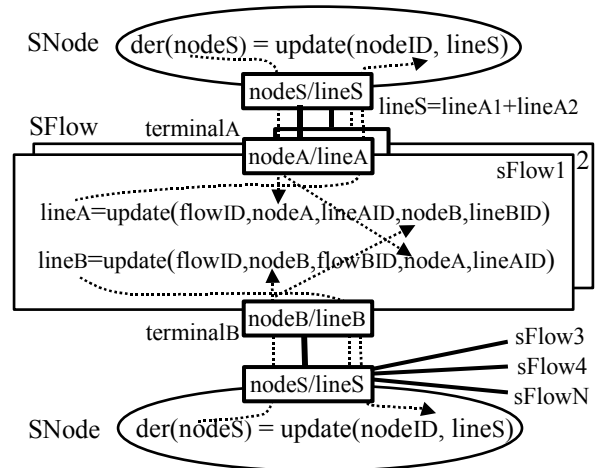 SNode
der(nodeS) = update(nodeID, lineS)
nodeS/lineS
lineS=lineA1+lineA2
SFlow
terminalA
nodeA/lineA
sFlow1
2
lineA=update(flowID,nodeA,lineAID,nodeB,lineBID)
lineB=update(flowID,nodeB,flowBID,nodeA,lineAID)
terminalB
nodeB/lineB
sFlow3
nodeS/lineS
sFlow4
sFlowN
SNode
der(nodeS) = update(nodeID, lineS)